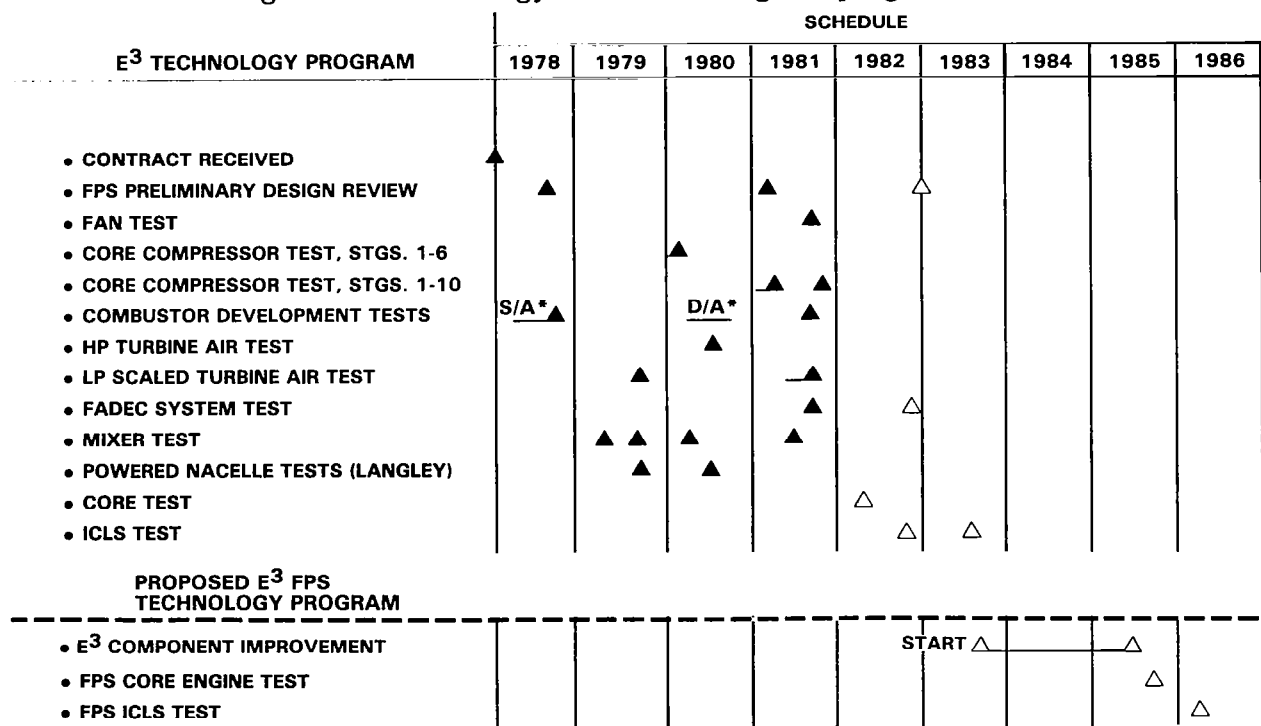 SCHEDULE
E3 TECHNOLOGY PROGRAM
1978 1979 1980 1981 1982 1983 1984 1985 1986
• CONTRACT RECEIVED
• FPS PRELIMINARY DESIGN REVIEW
• FAN TEST
• CORE COMPRESSOR TEST, STGS. 1-6
• CORE COMPRESSOR TEST, STGS. 1-10
S/A* D/A*
• COMBUSTOR DEVELOPMENT TESTS
• HP TURBINE AIR TEST
• LP SCALED TURBINE AIR TEST
• FADEC SYSTEM TEST
• MIXER TEST
• POWERED NACELLE TESTS (LANGLEY)
• CORE TEST
• ICLS TEST
PROPOSED E3 FPS
TECHNOLOGY PROGRAM
• E3 COMPONENT IMPROVEMENT START
• FPS CORE ENGINE TEST
• FPS ICLS TEST